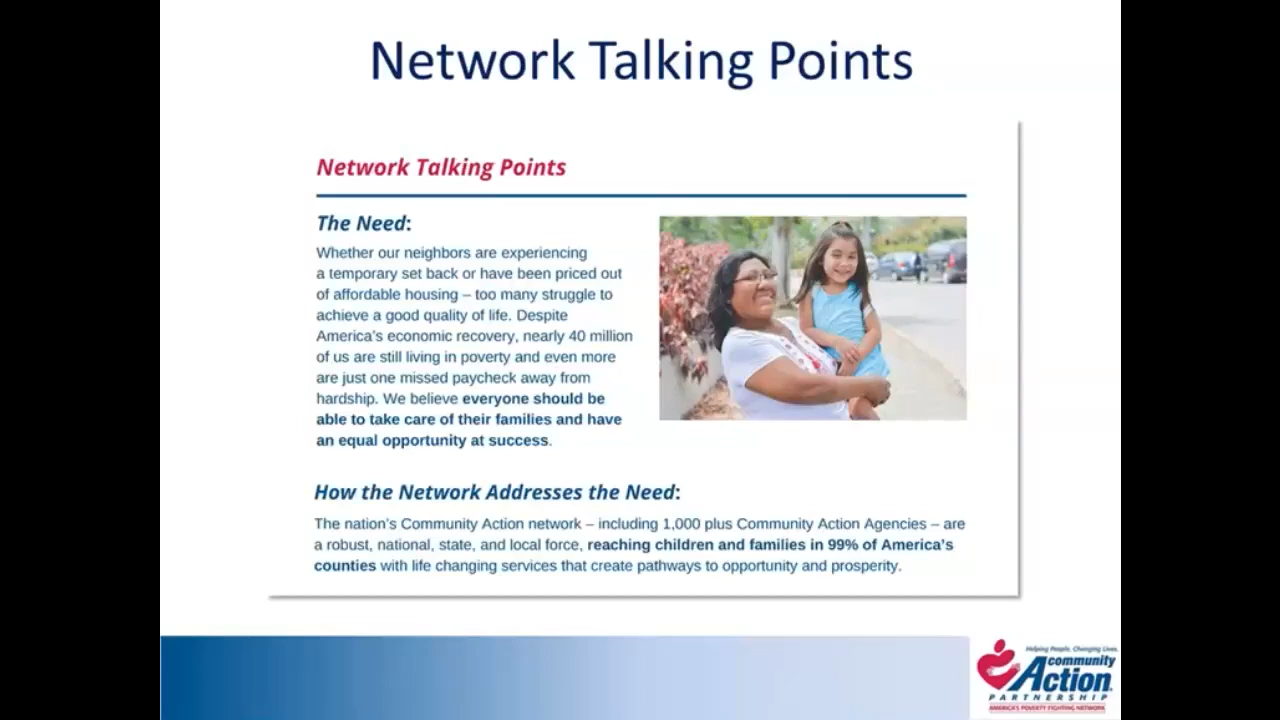 Network Talking Points
Network Talking Points
The Need:
Whether our neighbors are experiencing
a temporary set back or have been priced out
of affordable housing – too many struggle to
achieve a good quality of life. Despite
America's economic recovery, nearly 40 million
of us are still living in poverty and even more
are just one missed paycheck away from
hardship. We believe everyone should be
able to take care of their families and have
an equal opportunity at success.
How the Network Addresses the Need:
The nation's Community Action network – including 1,000 plus Community Action Agencies – are
a robust, national, state, and local force, reaching children and families in 99% of America's
counties with life changing services that create pathways to opportunity and prosperity.
Helping People. Changing Lives.
community
Action
PARTNERSHIP
AMERICA'S POVERTY FIGHTING NETWORK